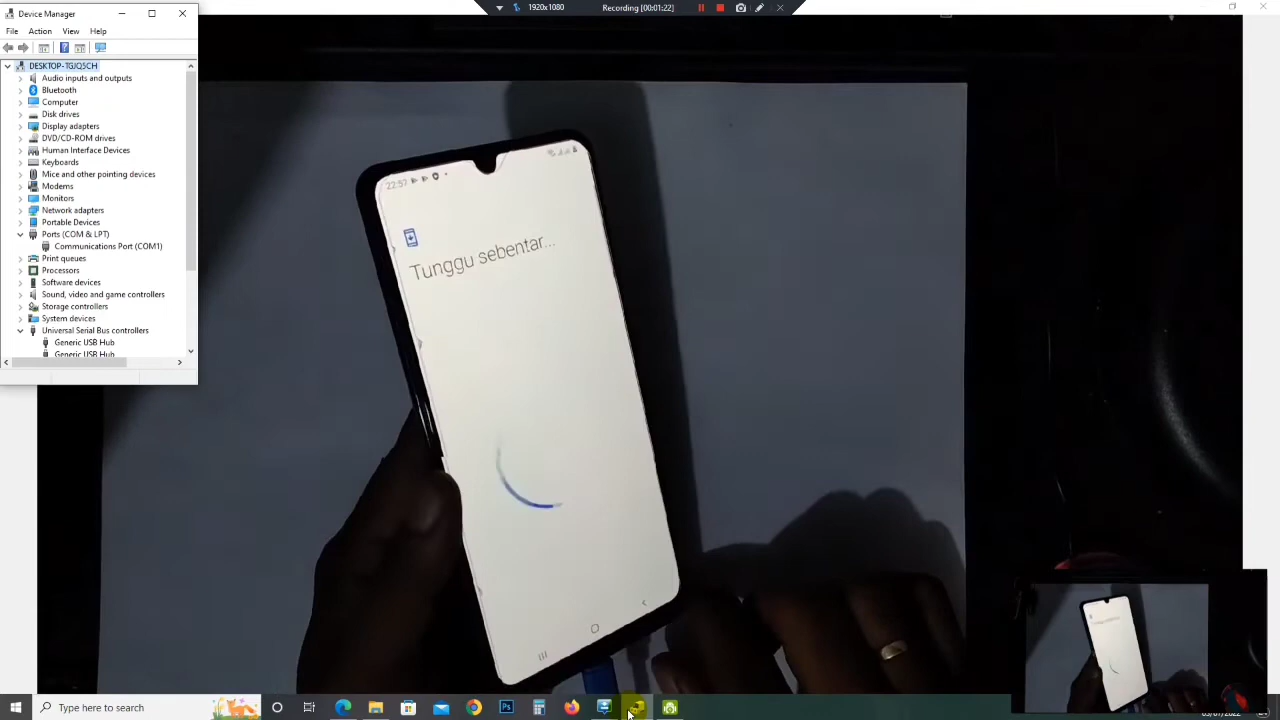 Device Manager
File Action View Help
DESKTOP-TGJQ5CH
Audio inputs and outputs
Bluetooth
Computer
Disk drives
Display adapters
DVD/CD-ROM drives
Human Interface Devices
Keyboards
Mice and other pointing devices
Modems
Monitors
Network adapters
Portable Devices
Ports (COM & LPT)
Communications Port (COM1)
Print queues
Processors
Software devices
Sound, video and game controllers
Storage controllers
System devices
Universal Serial Bus controllers
Generic USB Hub
Generic USB Hub
1920x1080
Recording [00:01:22]
Tunggu sebentar...
Type here to search
Ps